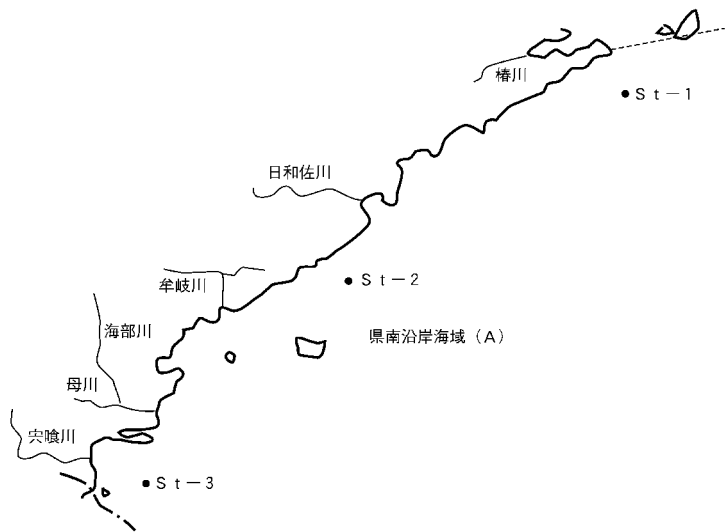 椿川
● Ｓｔ－1
日和佐川
● Ｓｔ－2
牟岐川
海部川
県南沿岸海域（Ａ）
母川
宍喰川
● Ｓｔ－3